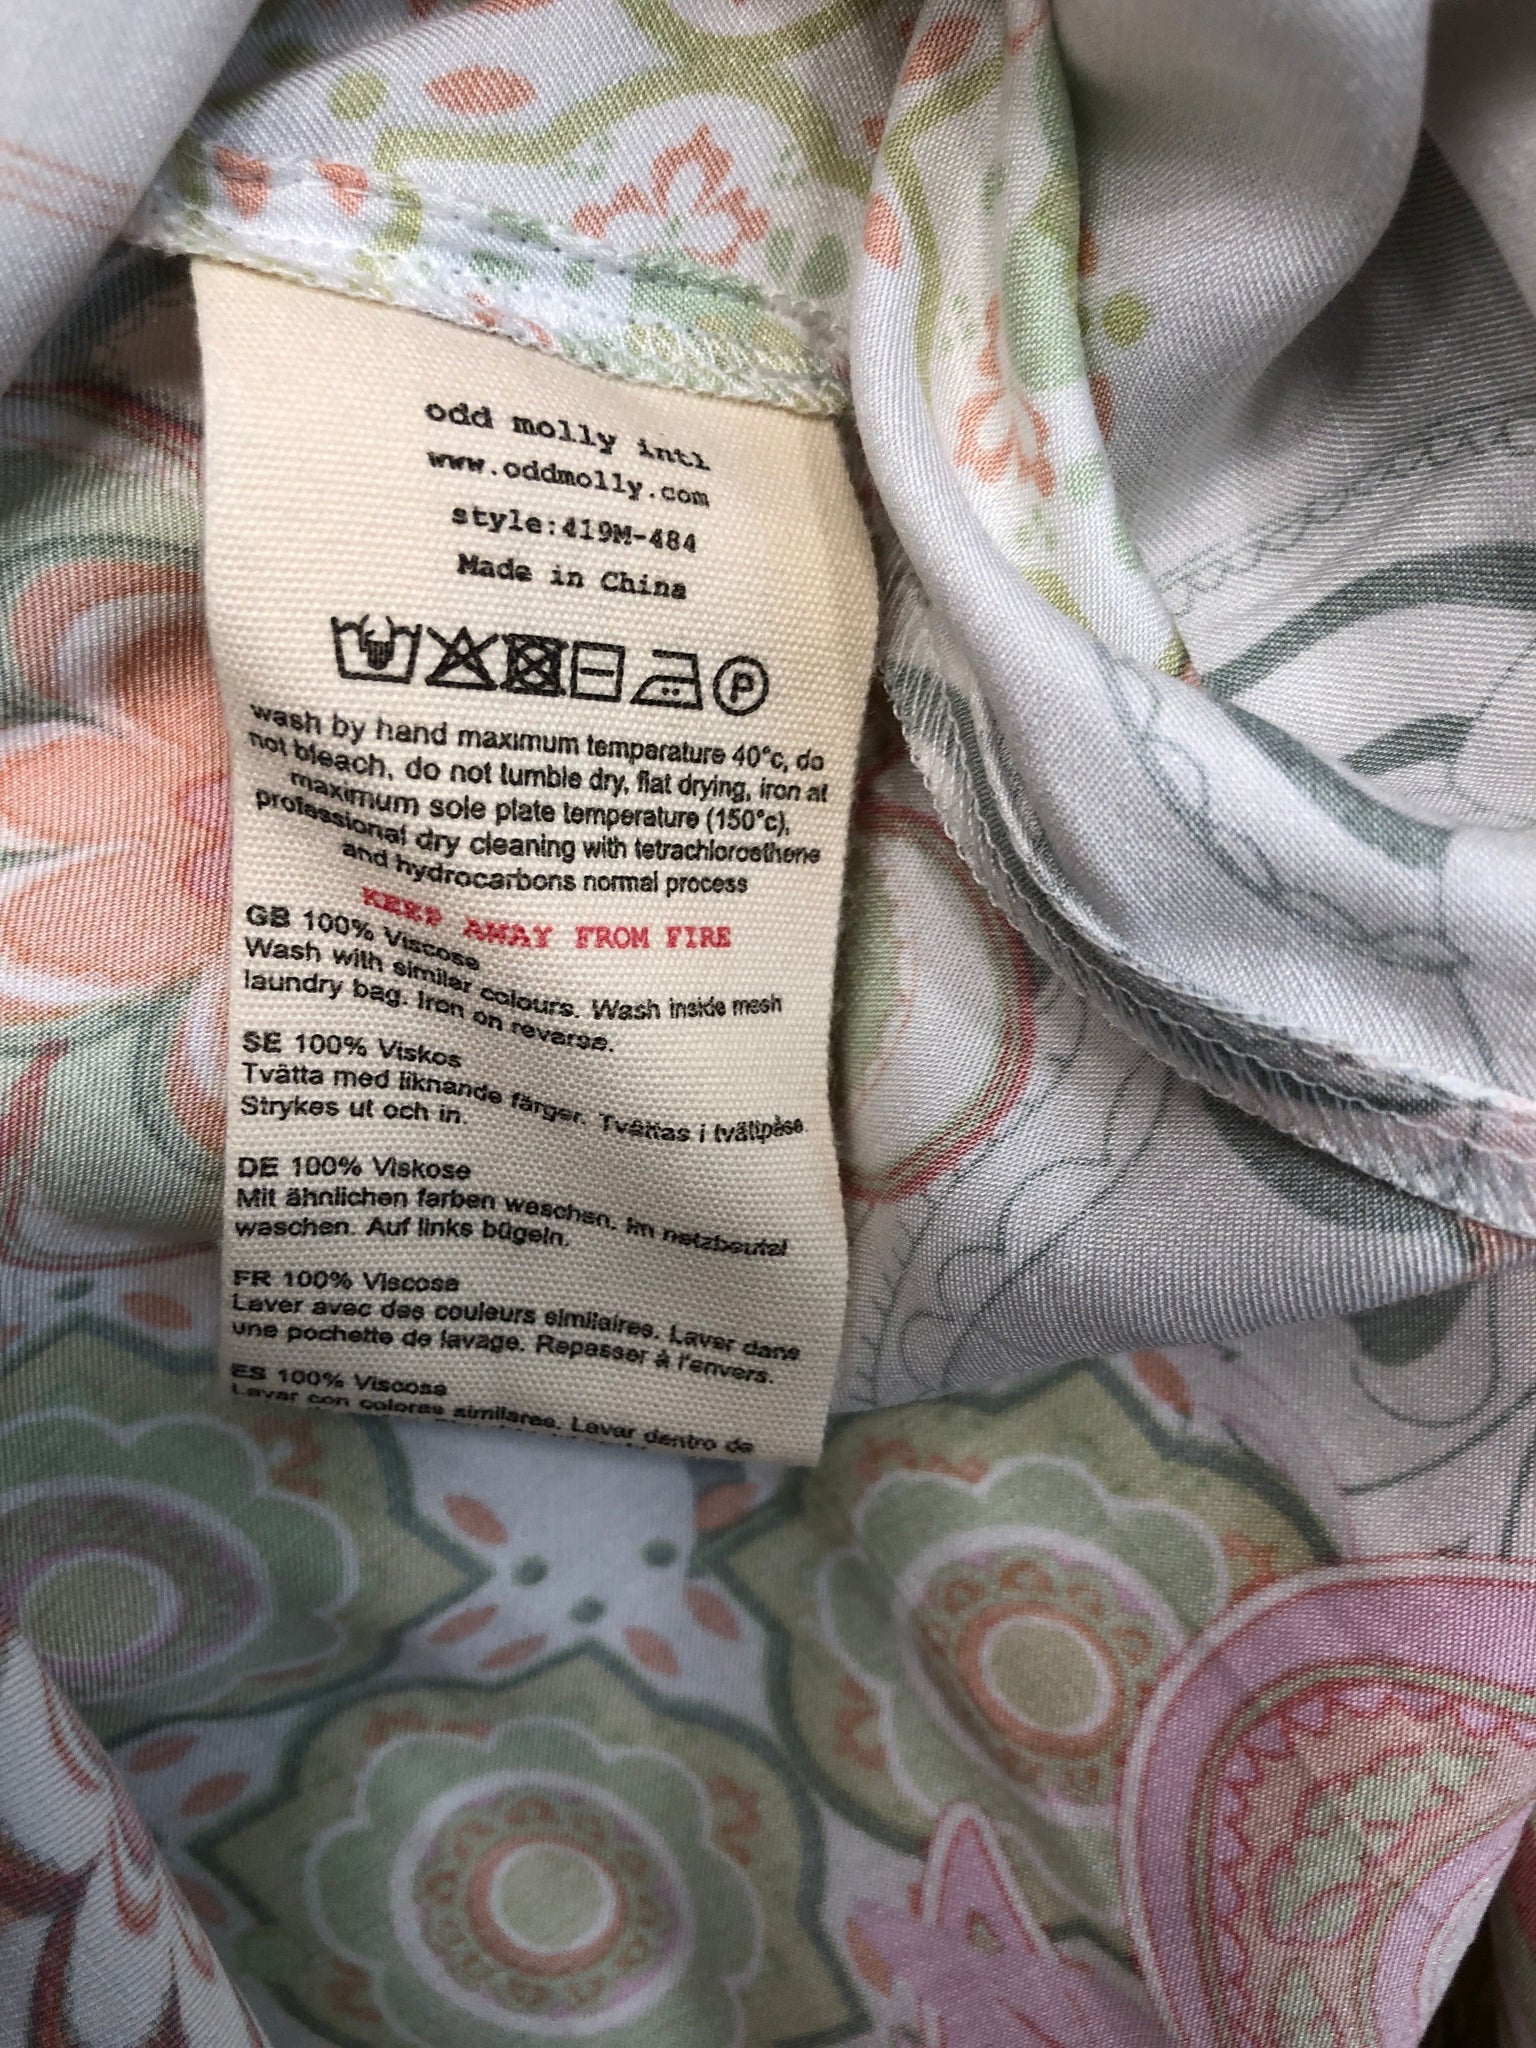 odd molly intl
www.oddmolly.com
style:419M-484
Made in China
P
wash by hand maximum temperature 40°c, do
not bleach, do not tumble dry, flat drying, iron at
maximum sole plate temperature (150°c),
professional dry cleaning with tetrachloroethene
and hydrocarbons normal process
KEEP AWAY FROM FIRE
GB 100% Viscose
Wash with similar colours. Wash inside mesh
laundry bag. Iron on reverse.
SE 100% Viskos
Tvätta med liknande färger. Tvättas i tvättpåse.
Strykes ut och in.
DE 100% Viskose
Mit ähnlichen farben waschen. Im netzbeutel
waschen. Auf links bügeln.
FR 100% Viscose
Laver avec des couleurs similaires. Laver dans
une pochette de lavage. Repasser à l'envers.
ES 100% Viscosa
Lavar con colores similares. Lavar dentro de